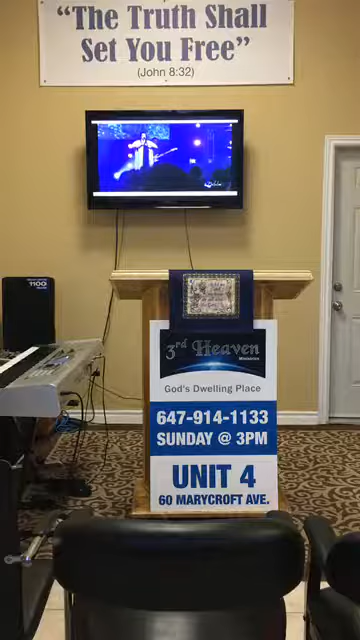 "The Truth Shall
Set You Free"
(John 8:32)
1100
3rd Heaven
Ministries
God's Dwelling Place
647-914-1133
SUNDAY @ 3PM
UNIT 4
60 MARYCROFT AVE.